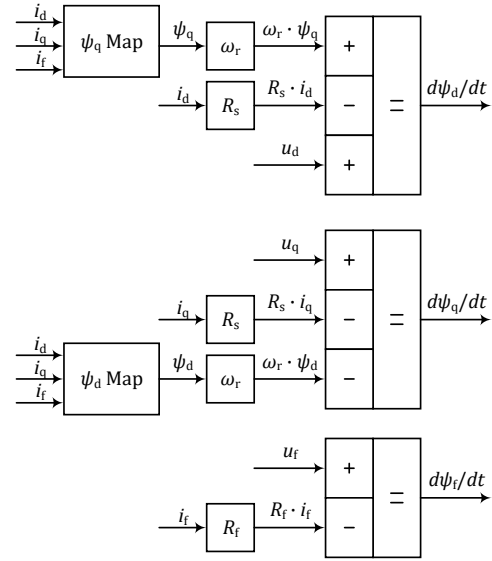 i_d
i_q
i_f
ψ_q Map
ψ_q
ω_r
ω_r · ψ_q
+
i_d
R_s
R_s · i_d
−
=
dψ_d/dt
u_d
+
u_q
+
i_q
R_s
R_s · i_q
−
=
dψ_q/dt
i_d
i_q
i_f
ψ_d Map
ψ_d
ω_r
ω_r · ψ_d
−
u_f
+
=
dψ_f/dt
i_f
R_f
R_f · i_f
−